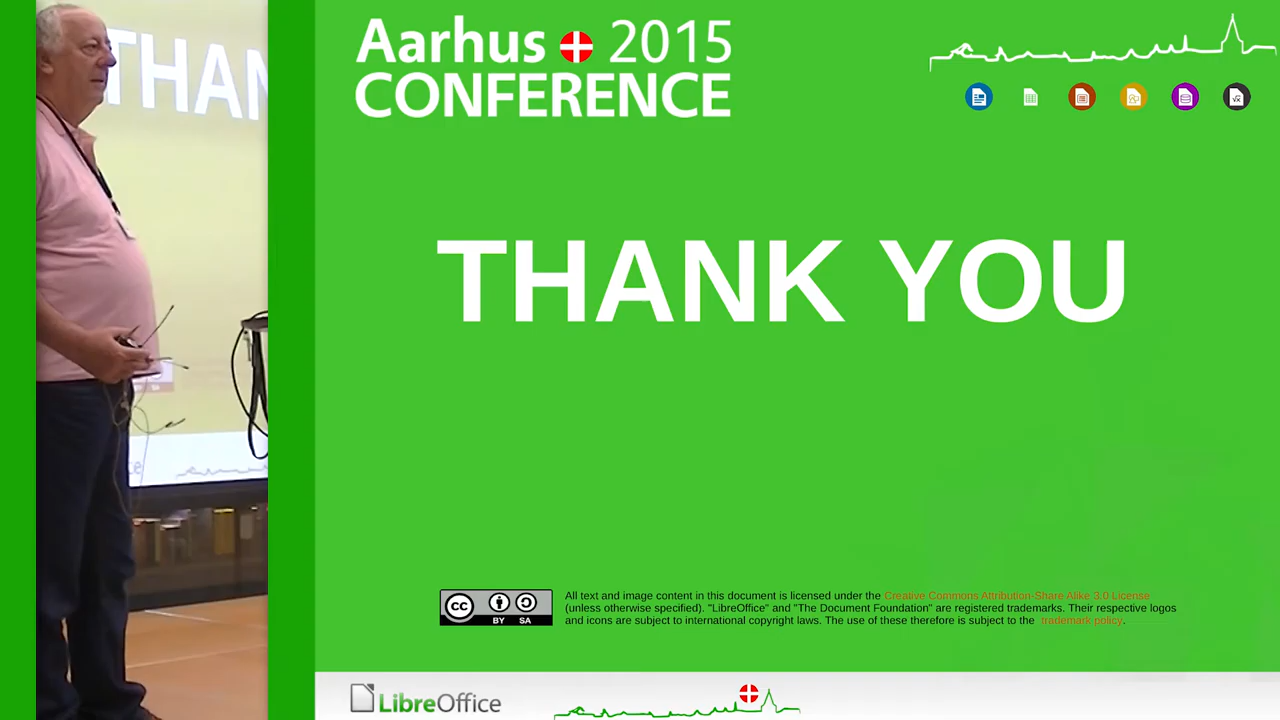 THAN
Aarhus 2015
CONFERENCE
THANK YOU
CC
BY SA
All text and image content in this document is licensed under the Creative Commons Attribution-Share Alike 3.0 License
(unless otherwise specified). "LibreOffice" and "The Document Foundation" are registered trademarks. Their respective logos
and icons are subject to international copyright laws. The use of these therefore is subject to the trademark policy.
LibreOffice